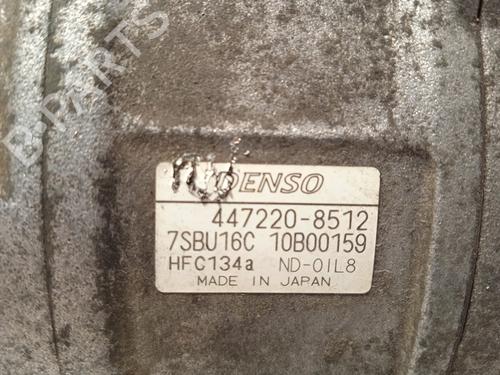 B-PARTS
DENSO
447220-8512
7SBU16C 10B00159
HFC134a ND-OIL8
MADE IN JAPAN